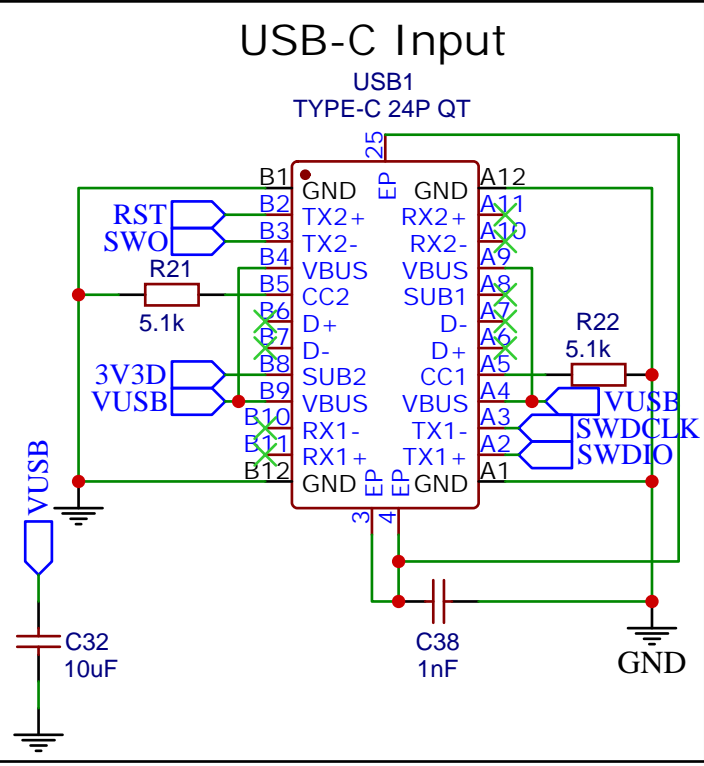 USB-C Input
USB1
TYPE-C 24P QT
25
EP
B1 GND GND A12
RST B2 TX2+ RX2+ A11
SWO B3 TX2- RX2- A10
B4 VBUS VBUS A9
R21 B5 CC2 SUB1 A8
5.1k B6 D+ D- A7
B7 D- D+ A6
R22
5.1k
3V3D B8 SUB2 CC1 A5
VUSB B9 VBUS VBUS A4 VUSB
B10 RX1- TX1- A3 SWDCLK
B11 RX1+ TX1+ A2 SWDIO
B12 GND EP EP GND A1
3 4
VUSB
C32
10uF
C38
1nF
GND